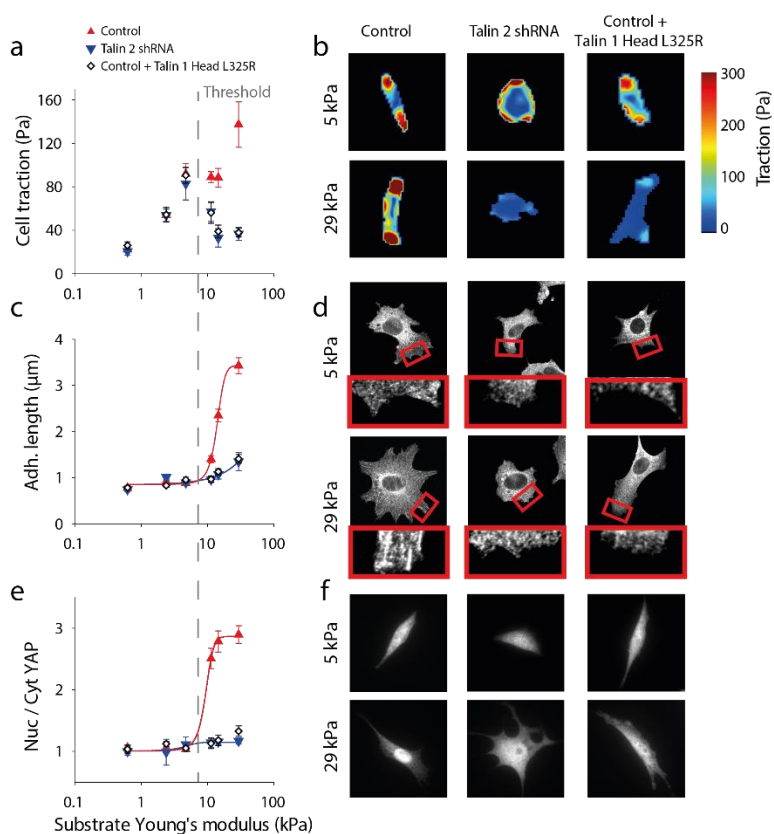 Control
Talin 2 shRNA
Control + Talin 1 Head L325R
a
Threshold
Cell traction (Pa)
160
120
80
40
0
0.1 1 10 100
b
Control
Talin 2 shRNA
Control +
Talin 1 Head L325R
5 kPa
29 kPa
300
200
100
0
Traction (Pa)
c
Adh. length (μm)
4
3
2
1
0
0.1 1 10 100
d
5 kPa
29 kPa
e
Nuc / Cyt YAP
3
2
1
0.1 1 10 100
Substrate Young's modulus (kPa)
f
5 kPa
29 kPa